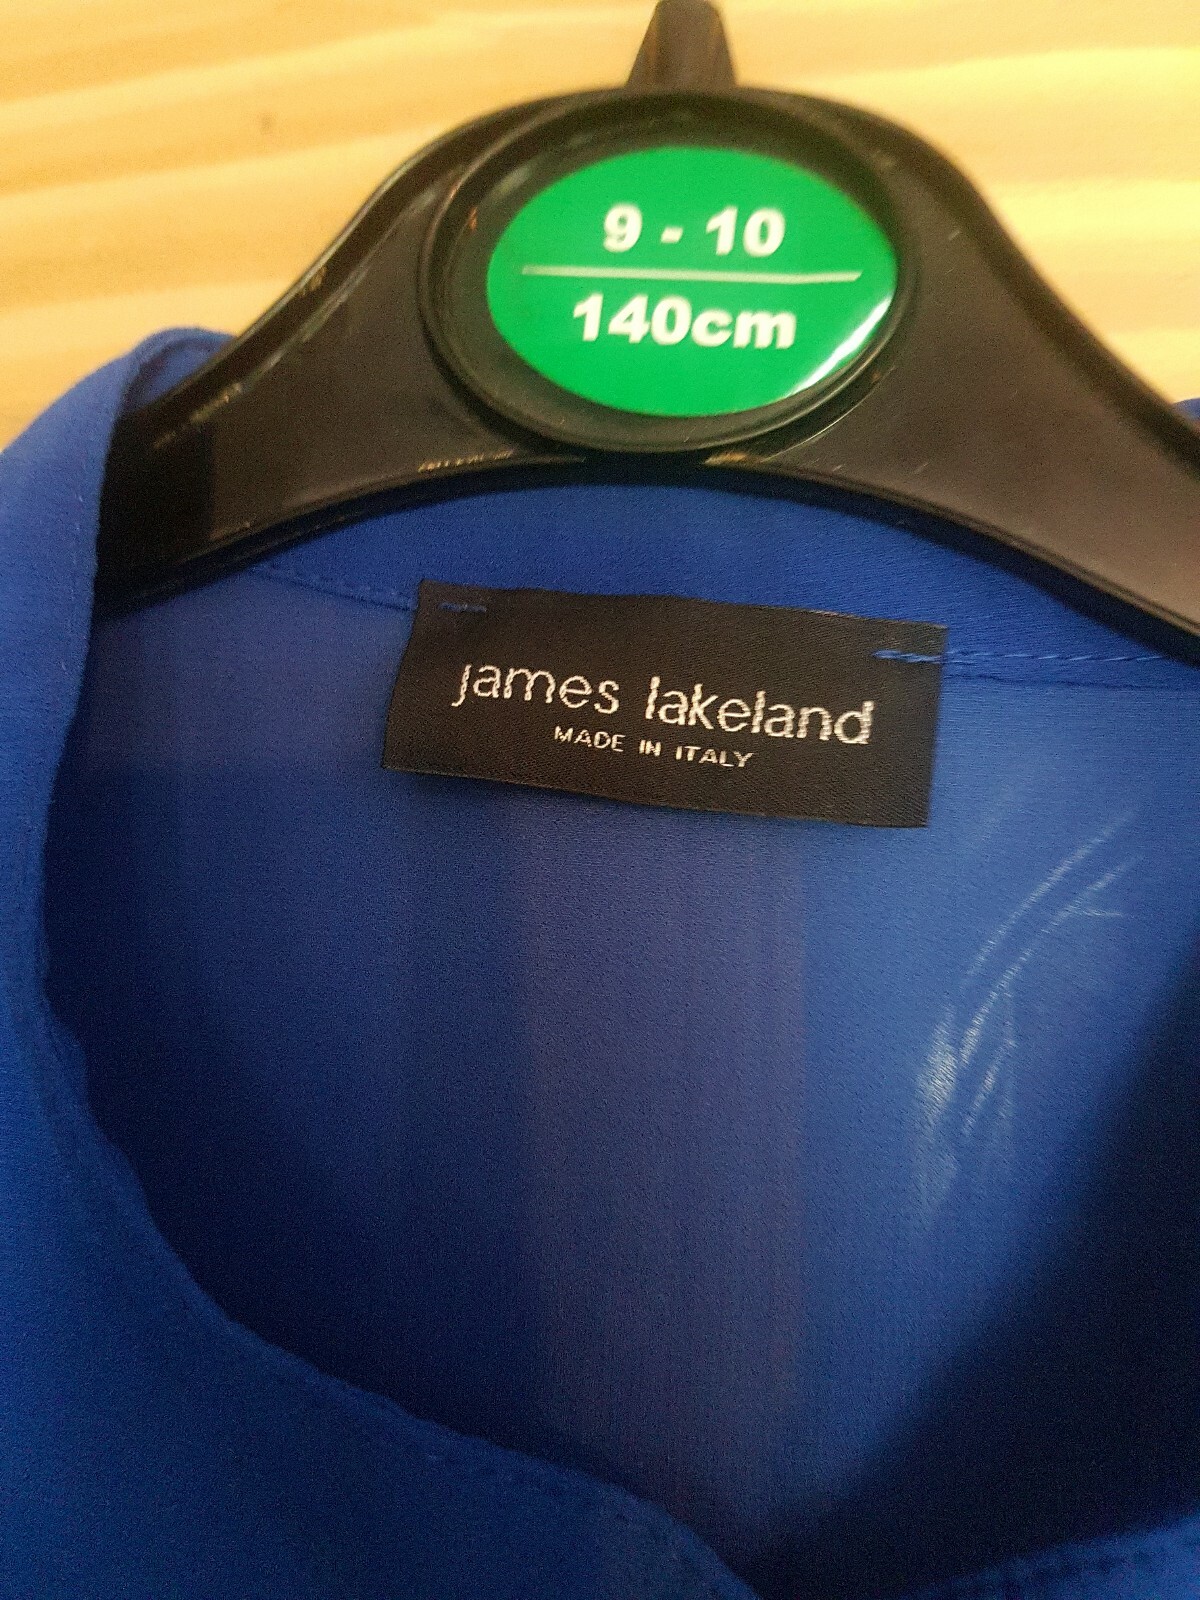 9 - 10
140cm
james lakeland
MADE IN ITALY